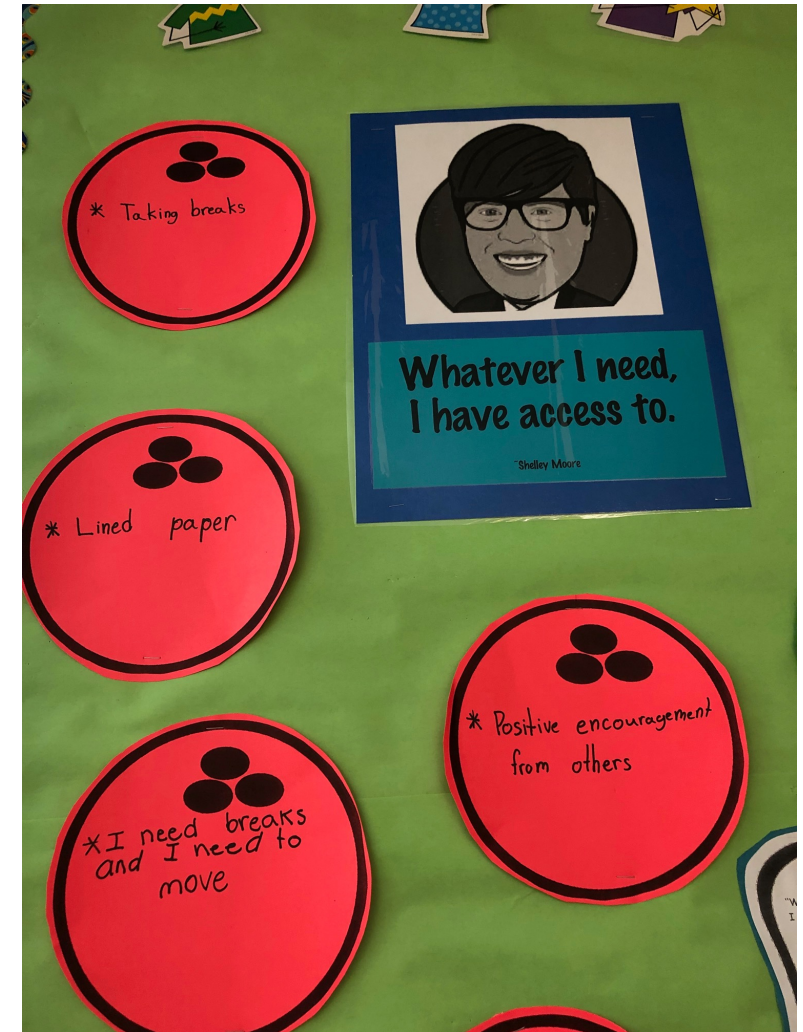 * Taking breaks
Whatever I need,
I have access to.
~Shelley Moore
* Lined paper
* Positive encouragement
from others
* I need breaks
and I need to
move
"W
I